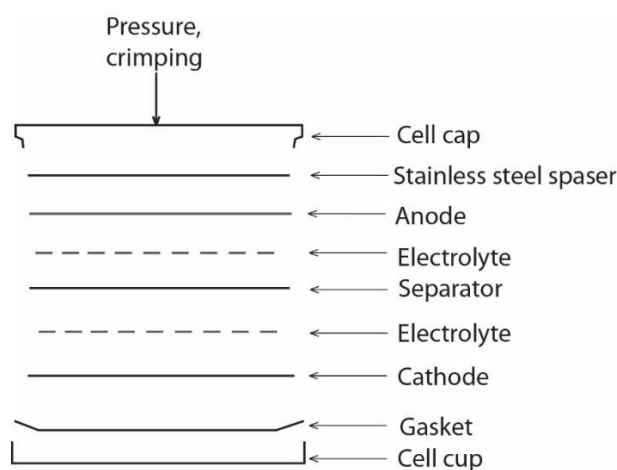 Pressure,
crimping
Cell cap
Stainless steel spaser
Anode
Electrolyte
Separator
Electrolyte
Cathode
Gasket
Cell cup